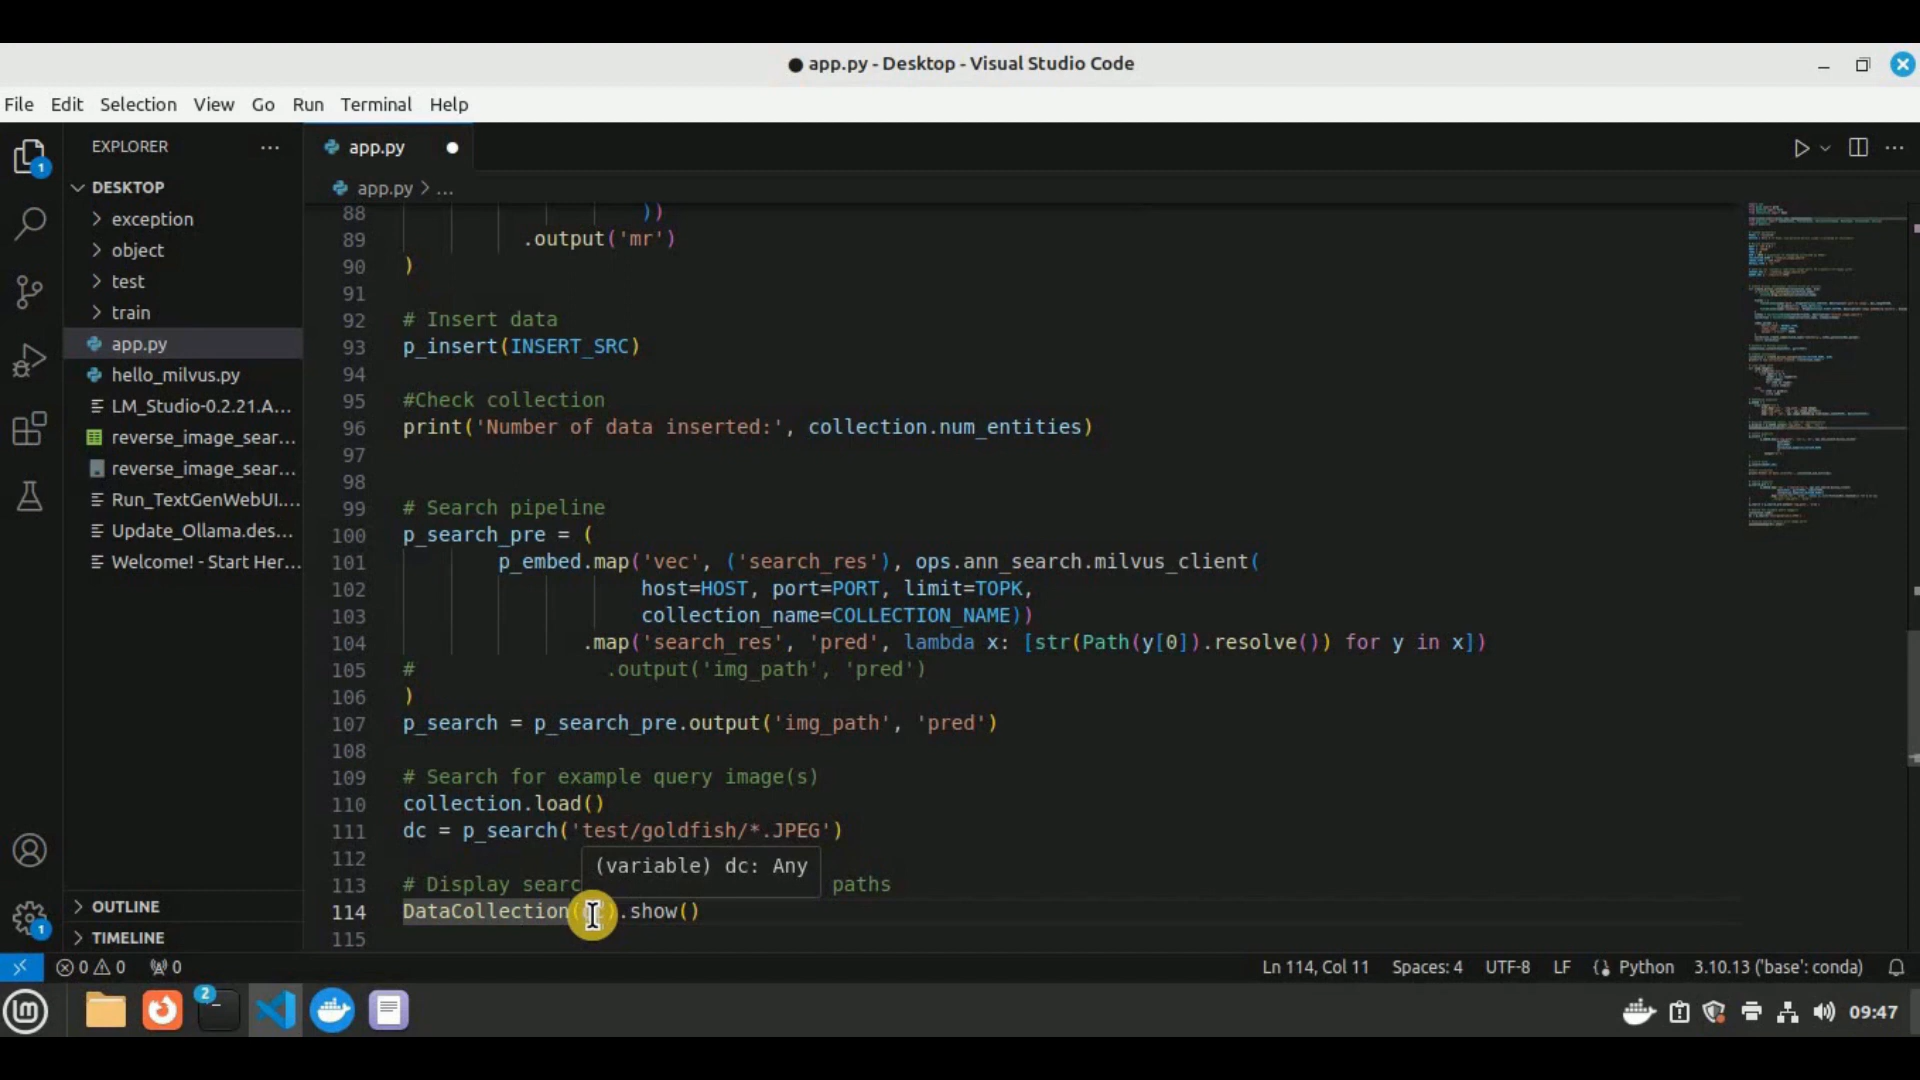 app.py - Desktop - Visual Studio Code
File Edit Selection View Go Run Terminal Help
EXPLORER ...
app.py
1
DESKTOP
app.py > ...
exception
object
test
train
app.py
hello_milvus.py
LM_Studio-0.2.21.A...
reverse_image_sear...
reverse_image_sear...
Run_TextGenWebUI....
Update_Ollama.des...
Welcome! - Start Her...
88 ))
89 .output('mr')
90 )
91
92 # Insert data
93 p_insert(INSERT_SRC)
94
95 #Check collection
96 print('Number of data inserted:', collection.num_entities)
97
98
99 # Search pipeline
100 p_search_pre = (
101 p_embed.map('vec', ('search_res'), ops.ann_search.milvus_client(
102 host=HOST, port=PORT, limit=TOPK,
103 collection_name=COLLECTION_NAME))
104 .map('search_res', 'pred', lambda x: [str(Path(y[0]).resolve()) for y in x])
105 # .output('img_path', 'pred')
106 )
107 p_search = p_search_pre.output('img_path', 'pred')
108
109 # Search for example query image(s)
110 collection.load()
111 dc = p_search('test/goldfish/*.JPEG')
112
(variable) dc: Any
113 # Display searc paths
114 DataCollection( ).show()
115
OUTLINE
TIMELINE
1
0 0 0
Ln 114, Col 11 Spaces: 4 UTF-8 LF Python 3.10.13 ('base': conda)
2
09:47